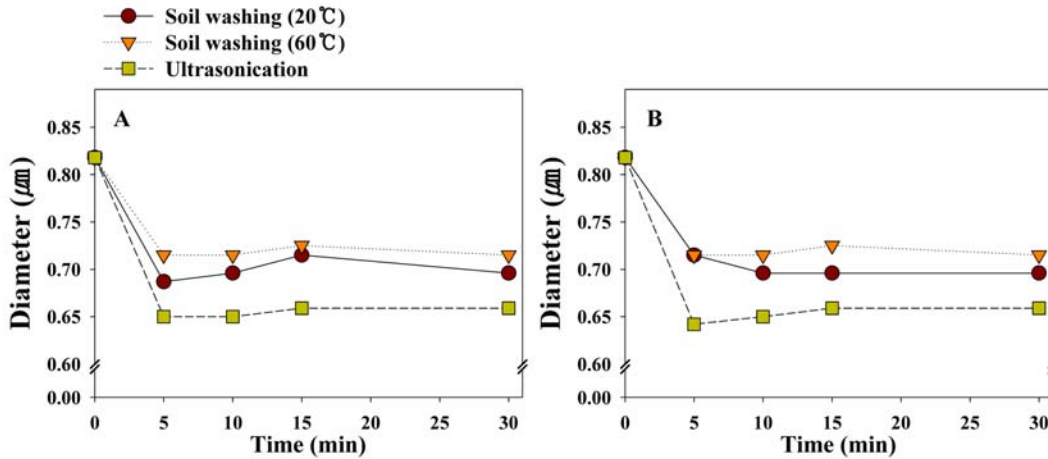 Soil washing (20℃)
Soil washing (60℃)
Ultrasonication
A
Diameter (㎛)
0.85
0.80
0.75
0.70
0.65
0.60
0.00
0 5 10 15 20 25 30
Time (min)
B
Diameter (㎛)
0.85
0.80
0.75
0.70
0.65
0.60
0.00
0 5 10 15 20 25 30
Time (min)